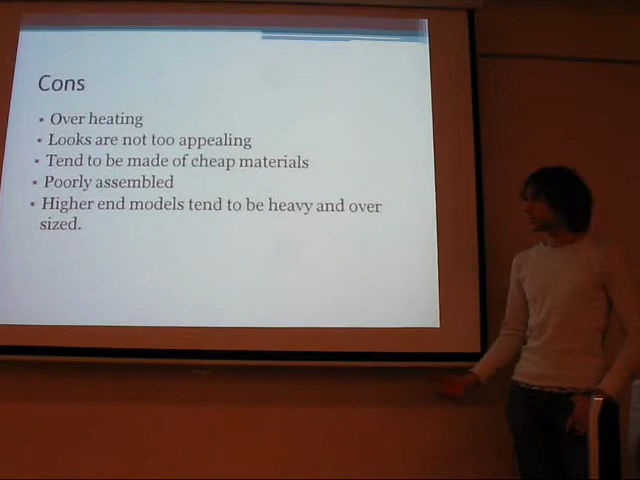 Cons
• Over heating
• Looks are not too appealing
• Tend to be made of cheap materials
• Poorly assembled
• Higher end models tend to be heavy and over
sized.